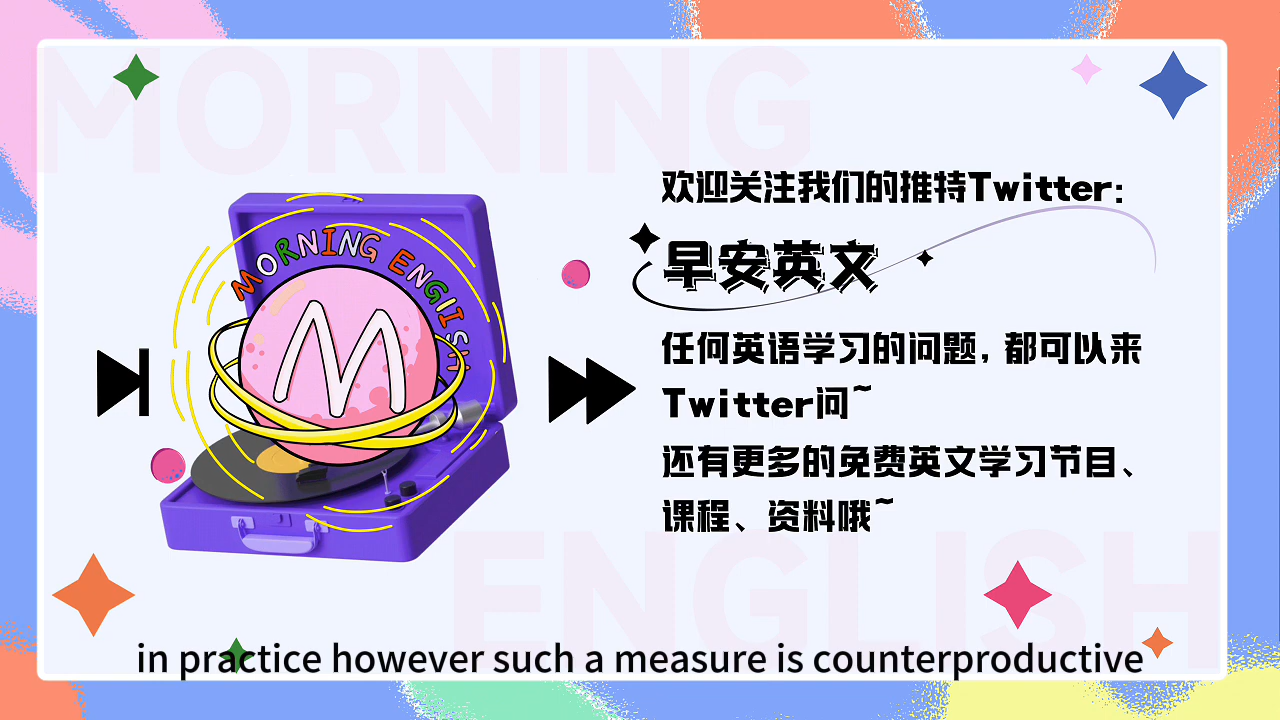 MORNING
欢迎关注我们的推特Twitter:
早安英文
MORNING ENGLISH
M
任何英语学习的问题,都可以来
Twitter问~
还有更多的免费英文学习节目、
课程、资料哦~
ENGLISH
in practice however such a measure is counterproductive